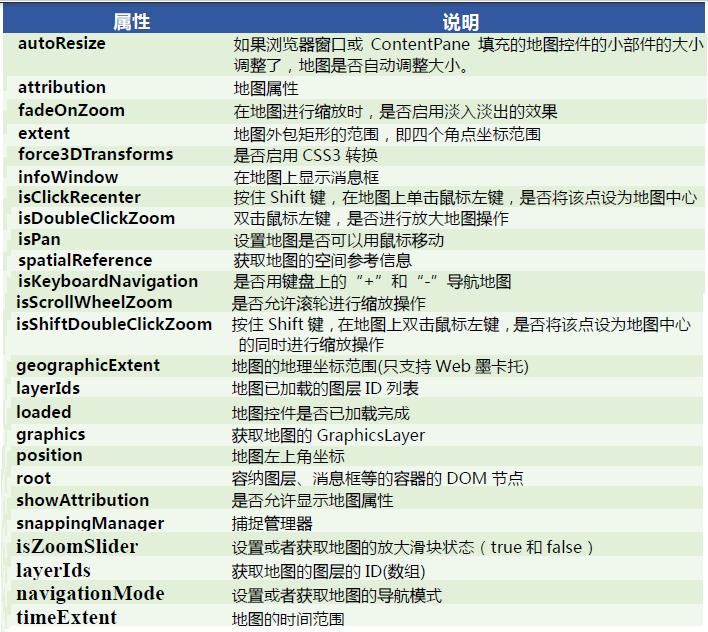 属性 说明
autoResize 如果浏览器窗口或 ContentPane 填充的地图控件的小部件的大小
调整了，地图是否自动调整大小。
attribution 地图属性
fadeOnZoom 在地图进行缩放时，是否启用淡入淡出的效果
extent 地图外包矩形的范围，即四个角点坐标范围
force3DTransforms 是否启用 CSS3 转换
infoWindow 在地图上显示消息框
isClickRecenter 按住 Shift 键，在地图上单击鼠标左键，是否将该点设为地图中心
isDoubleClickZoom 双击鼠标左键，是否进行放大地图操作
isPan 设置地图是否可以用鼠标移动
spatialReference 获取地图的空间参考信息
isKeyboardNavigation 是否用键盘上的“+”和“-”导航地图
isScrollWheelZoom 是否允许滚轮进行缩放操作
isShiftDoubleClickZoom 按住 Shift 键，在地图上双击鼠标左键，是否将该点设为地图中心
的同时进行缩放操作
geographicExtent 地图的地理坐标范围(只支持 Web 墨卡托)
layerIds 地图已加载的图层 ID 列表
loaded 地图控件是否已加载完成
graphics 获取地图的 GraphicsLayer
position 地图左上角坐标
root 容纳图层、消息框等的容器的 DOM 节点
showAttribution 是否允许显示地图属性
snappingManager 捕捉管理器
isZoomSlider 设置或者获取地图的放大滑块状态（true 和 false）
layerIds 获取地图的图层的 ID(数组)
navigationMode 设置或者获取地图的导航模式
timeExtent 地图的时间范围